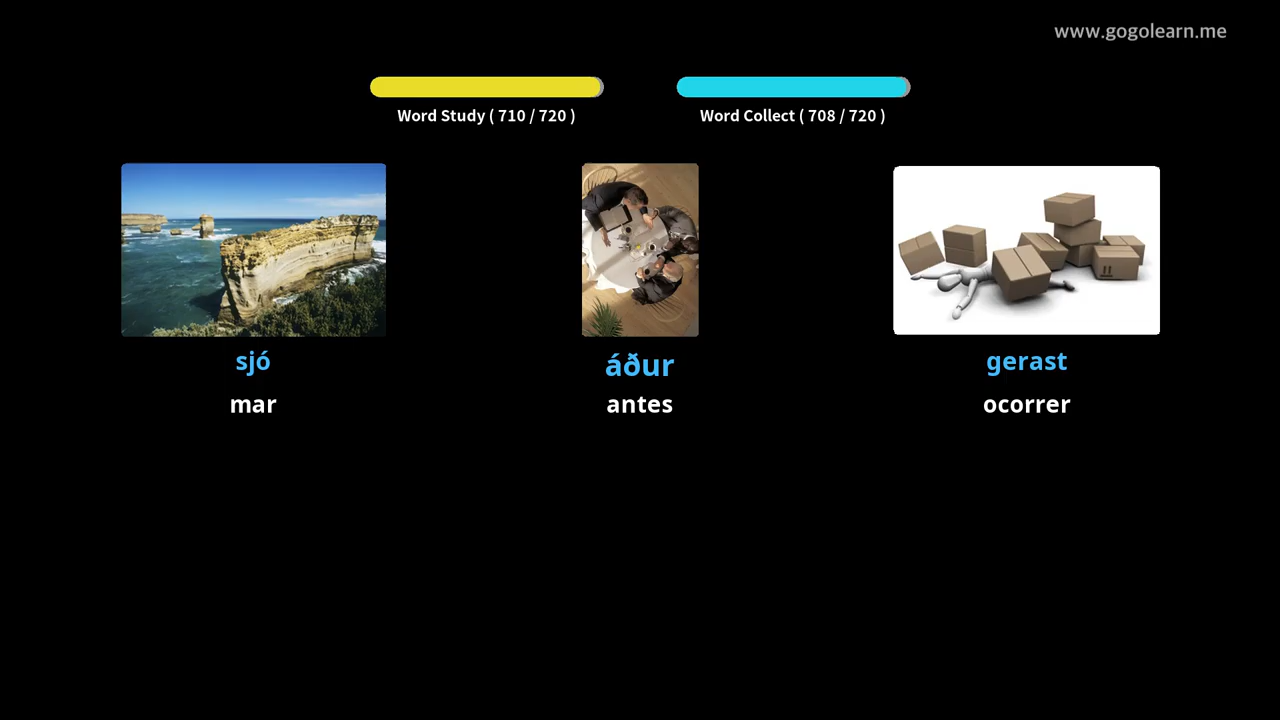 www.gogolearn.me
Word Study ( 710 / 720 )
Word Collect ( 708 / 720 )
sjó
áður
gerast
mar
antes
ocorrer